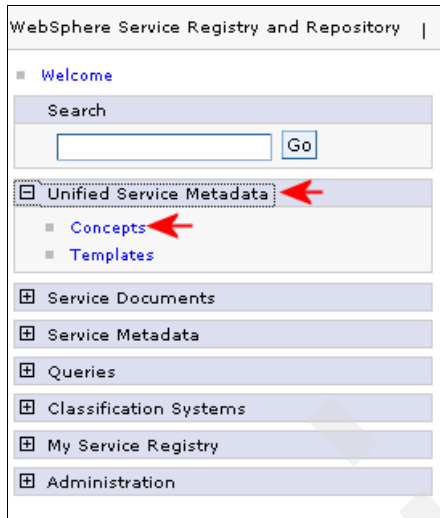 WebSphere Service Registry and Repository |
Welcome
Search
Go
Unified Service Metadata
Concepts
Templates
Service Documents
Service Metadata
Queries
Classification Systems
My Service Registry
Administration